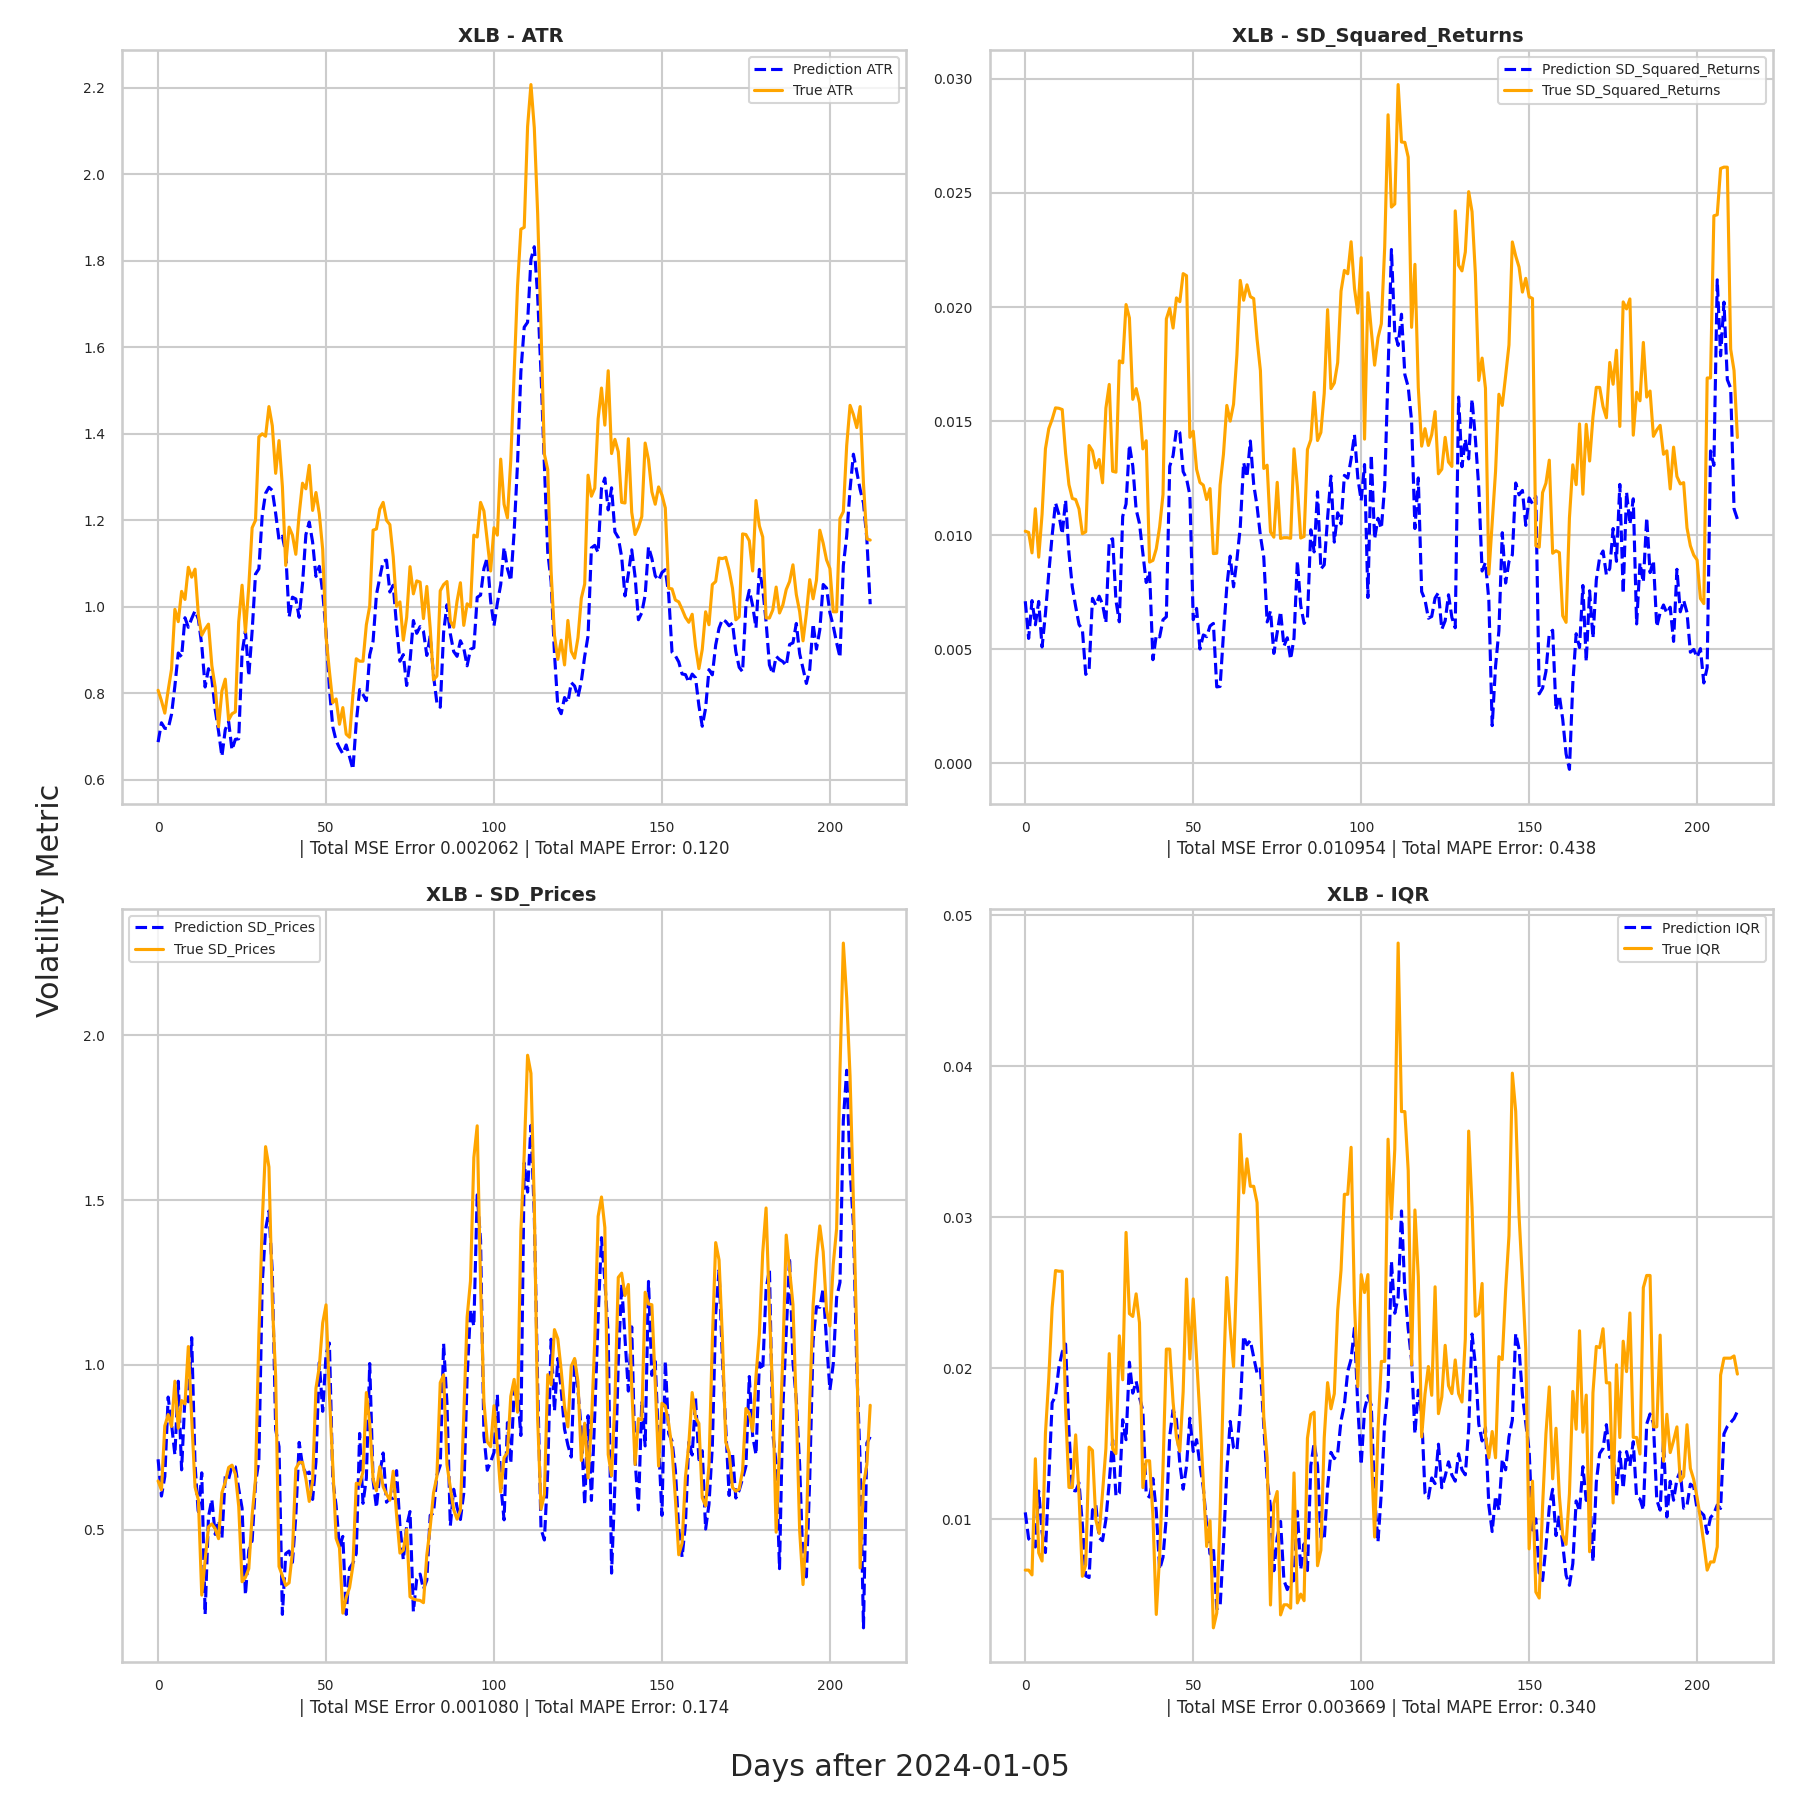 XLB - ATR
Prediction ATR
True ATR
2.2
2.0
1.8
1.6
1.4
1.2
1.0
0.8
0.6
0 50 100 150 200
| Total MSE Error 0.002062 | Total MAPE Error: 0.120
XLB - SD_Squared_Returns
Prediction SD_Squared_Returns
True SD_Squared_Returns
0.030
0.025
0.020
0.015
0.010
0.005
0.000
0 50 100 150 200
| Total MSE Error 0.010954 | Total MAPE Error: 0.438
Volatility Metric
XLB - SD_Prices
Prediction SD_Prices
True SD_Prices
2.0
1.5
1.0
0.5
0 50 100 150 200
| Total MSE Error 0.001080 | Total MAPE Error: 0.174
XLB - IQR
Prediction IQR
True IQR
0.05
0.04
0.03
0.02
0.01
0 50 100 150 200
| Total MSE Error 0.003669 | Total MAPE Error: 0.340
Days after 2024-01-05